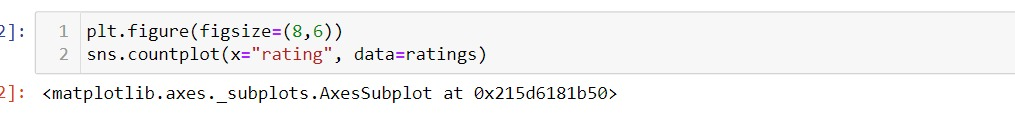 2]:
1 plt.figure(figsize=(8,6))
2 sns.countplot(x="rating", data=ratings)
2]: <matplotlib.axes._subplots.AxesSubplot at 0x215d6181b50>